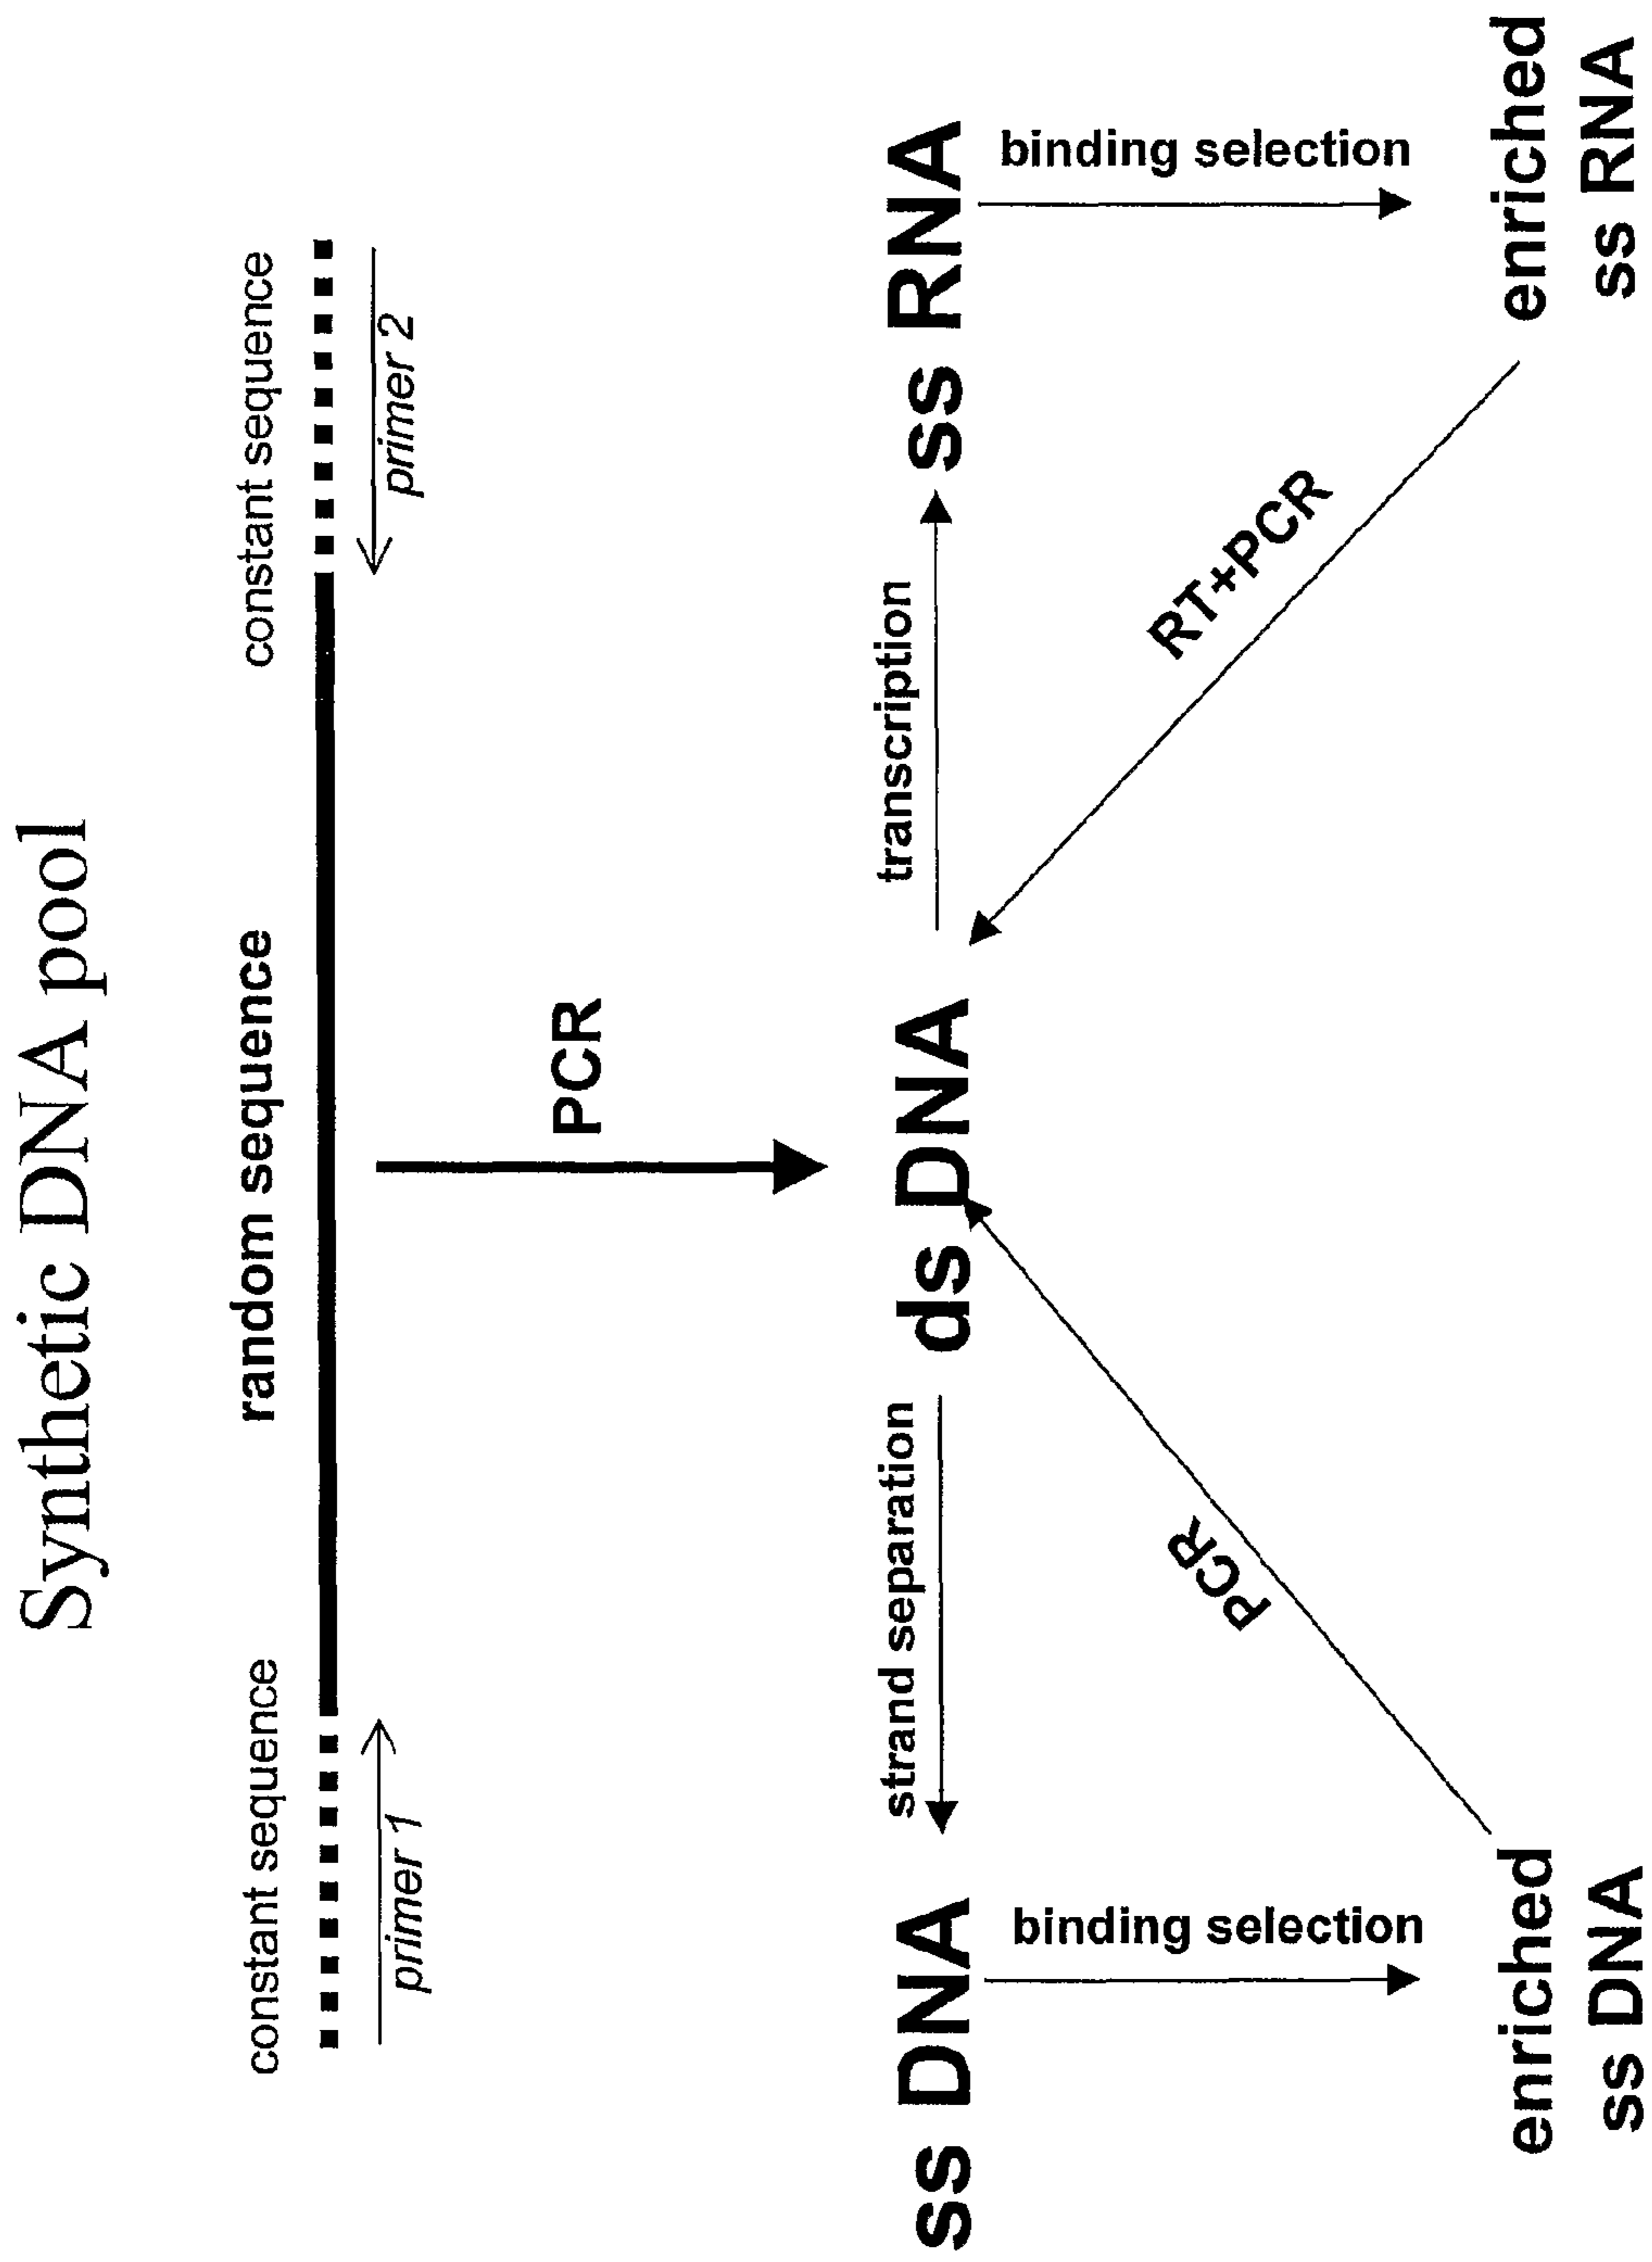 Synthetic DNA pool
constant sequence
random sequence
constant sequence
primer 1
primer 2
PCR
ss DNA
strand separation
ds DNA
transcription
ss RNA
binding selection
PCR
RT+PCR
binding selection
enriched
ss DNA
enriched
ss RNA